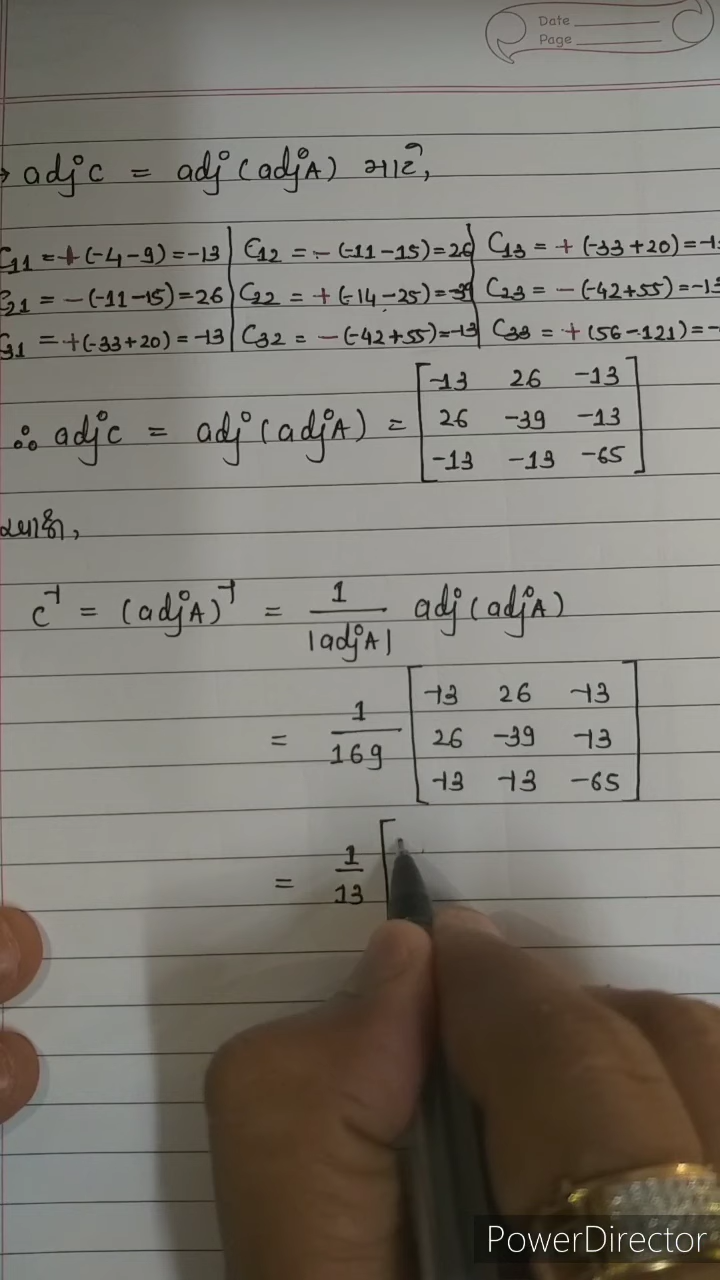 Date
Page
→ adj°C = adj°(adj°A) માટે,
C11 = +(-4-9) = -13 | C12 = -(-11-15) = 26 | C13 = +(-33+20) = -1
C21 = -(-11-15) = 26 | C22 = +(-14-25) = -39 | C23 = -(-42+55) = -13
C31 = +(-33+20) = -13 | C32 = -(-42+55) = -13 | C33 = +(56-121) = -
-13 26 -13
∴ adj°C = adj°(adj°A) = 26 -39 -13
-13 -13 -65
C⁻¹ = (adj°A)⁻¹ = 1/|adj°A| adj(adj°A)
-13 26 -13
= 1/169 26 -39 -13
-13 -13 -65
= 1/13 [
PowerDirector